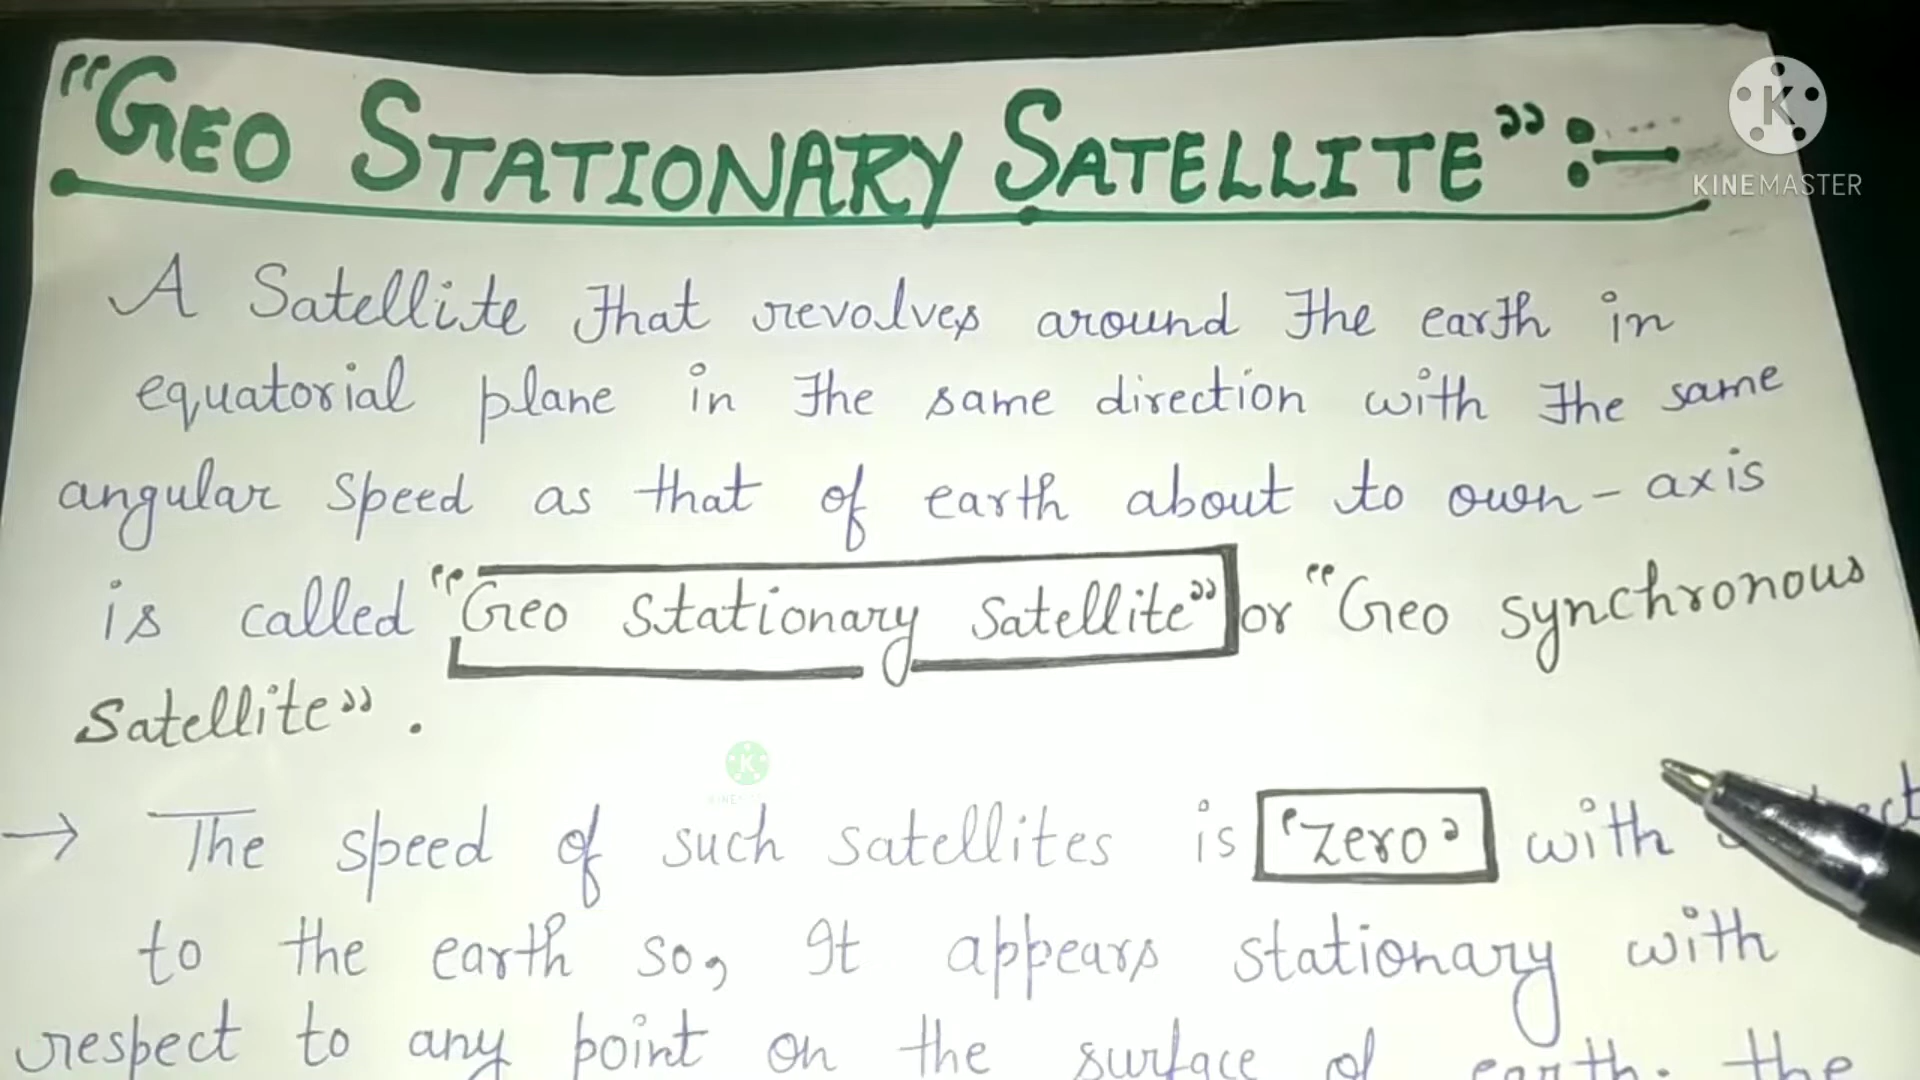 "GEO STATIONARY SATELLITE" :-
KINEMASTER
A Satellite that revolves around the earth in
equatorial plane in the same direction with the same
angular speed as that of earth about to own-axis
is called "Geo stationary satellite" or "Geo synchronous
satellite".
→ The speed of such satellites is 'Zero' with
to the earth so, It appears stationary with
respect to any point on the surface of earth. the